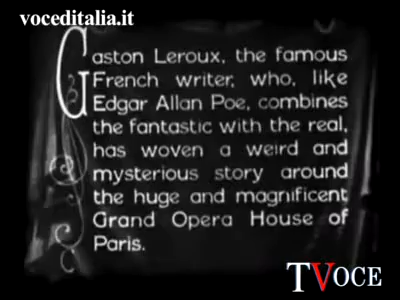 voceditalia.it
Gaston Leroux, the famous
French writer, who, like
Edgar Allan Poe, combines
the fantastic with the real,
has woven a weird and
mysterious story around
the huge and magnificent
Grand Opera House of
Paris.
TVOCE